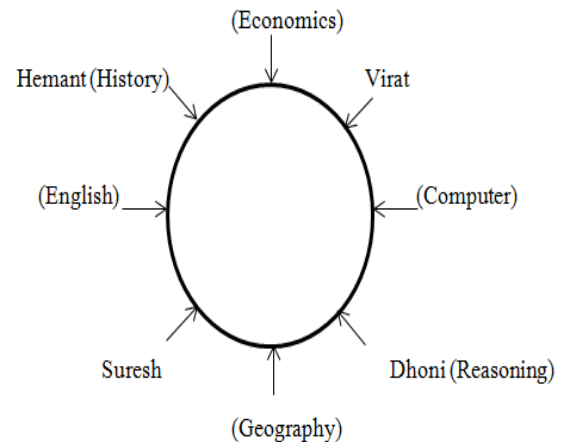 (Economics)
Hemant (History)
Virat
(English)
(Computer)
Suresh
Dhoni (Reasoning)
(Geography)